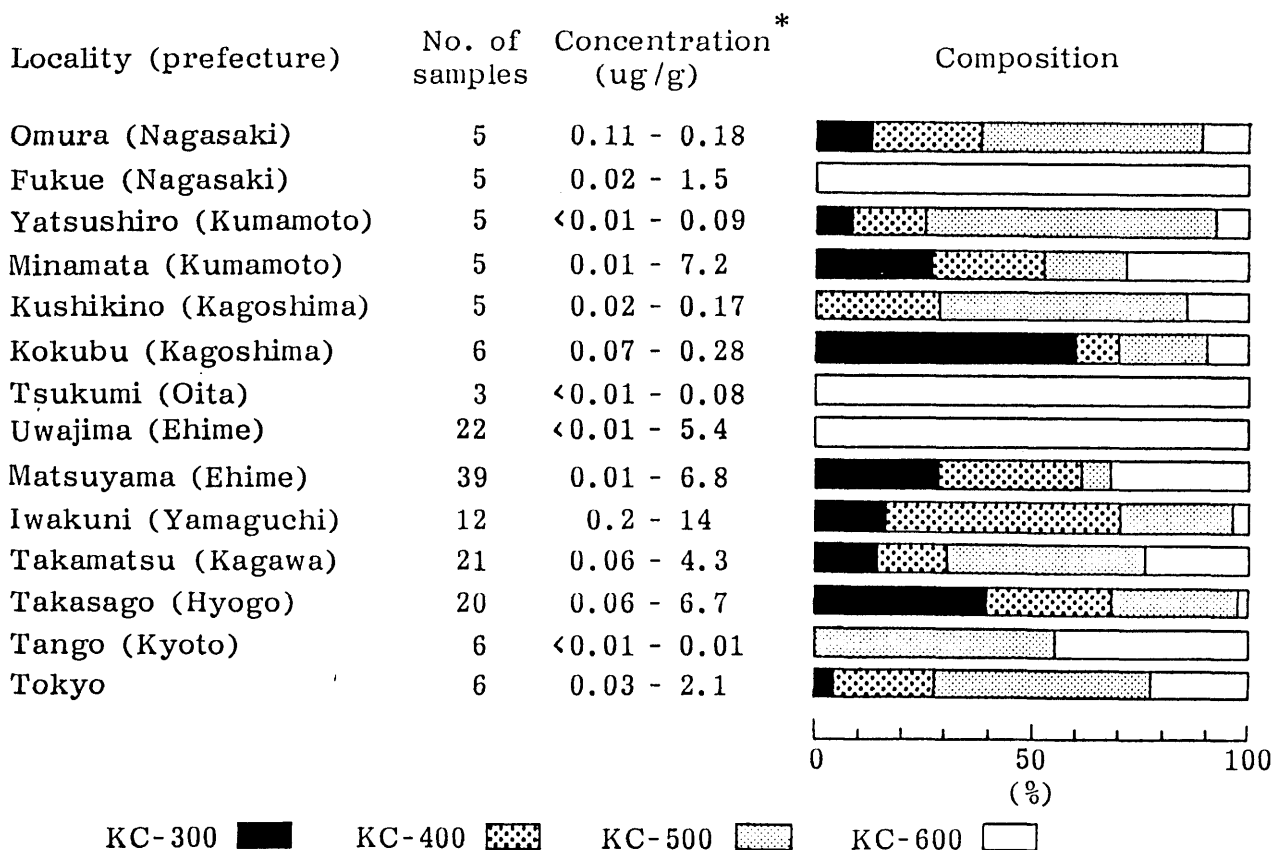 Locality (prefecture) No. of samples Concentration* (ug/g) Composition
Omura (Nagasaki) 5 0.11 - 0.18
Fukue (Nagasaki) 5 0.02 - 1.5
Yatsushiro (Kumamoto) 5 <0.01 - 0.09
Minamata (Kumamoto) 5 0.01 - 7.2
Kushikino (Kagoshima) 5 0.02 - 0.17
Kokubu (Kagoshima) 6 0.07 - 0.28
Tsukumi (Oita) 3 <0.01 - 0.08
Uwajima (Ehime) 22 <0.01 - 5.4
Matsuyama (Ehime) 39 0.01 - 6.8
Iwakuni (Yamaguchi) 12 0.2 - 14
Takamatsu (Kagawa) 21 0.06 - 4.3
Takasago (Hyogo) 20 0.06 - 6.7
Tango (Kyoto) 6 <0.01 - 0.01
Tokyo 6 0.03 - 2.1
0 50 100
(%)
KC-300 KC-400 KC-500 KC-600